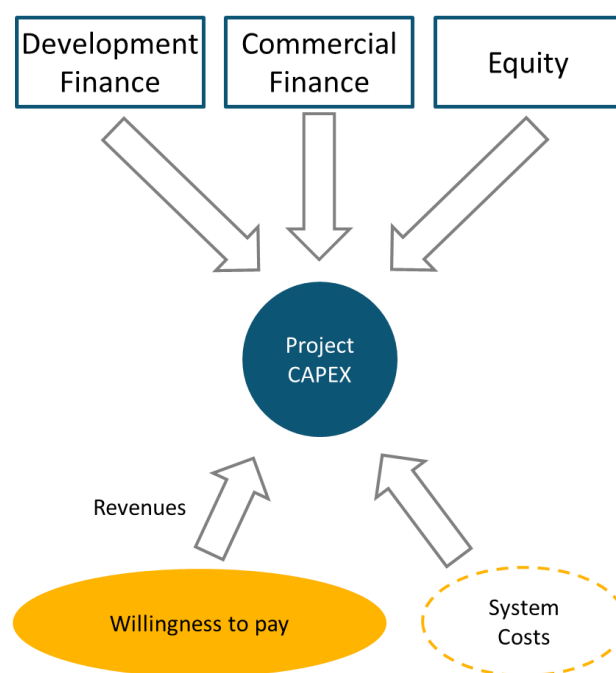 Development
Finance
Commercial
Finance
Equity
Project
CAPEX
Revenues
Willingness to pay
System
Costs